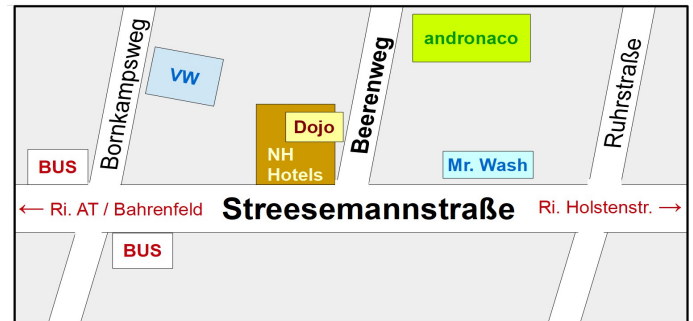 Bornkampsweg
VW
Beerenweg
andronaco
Ruhrstraße
Dojo
NH
Hotels
BUS
Mr. Wash
← Ri. AT / Bahrenfeld
Streesemannstraße
Ri. Holstenstr. →
BUS